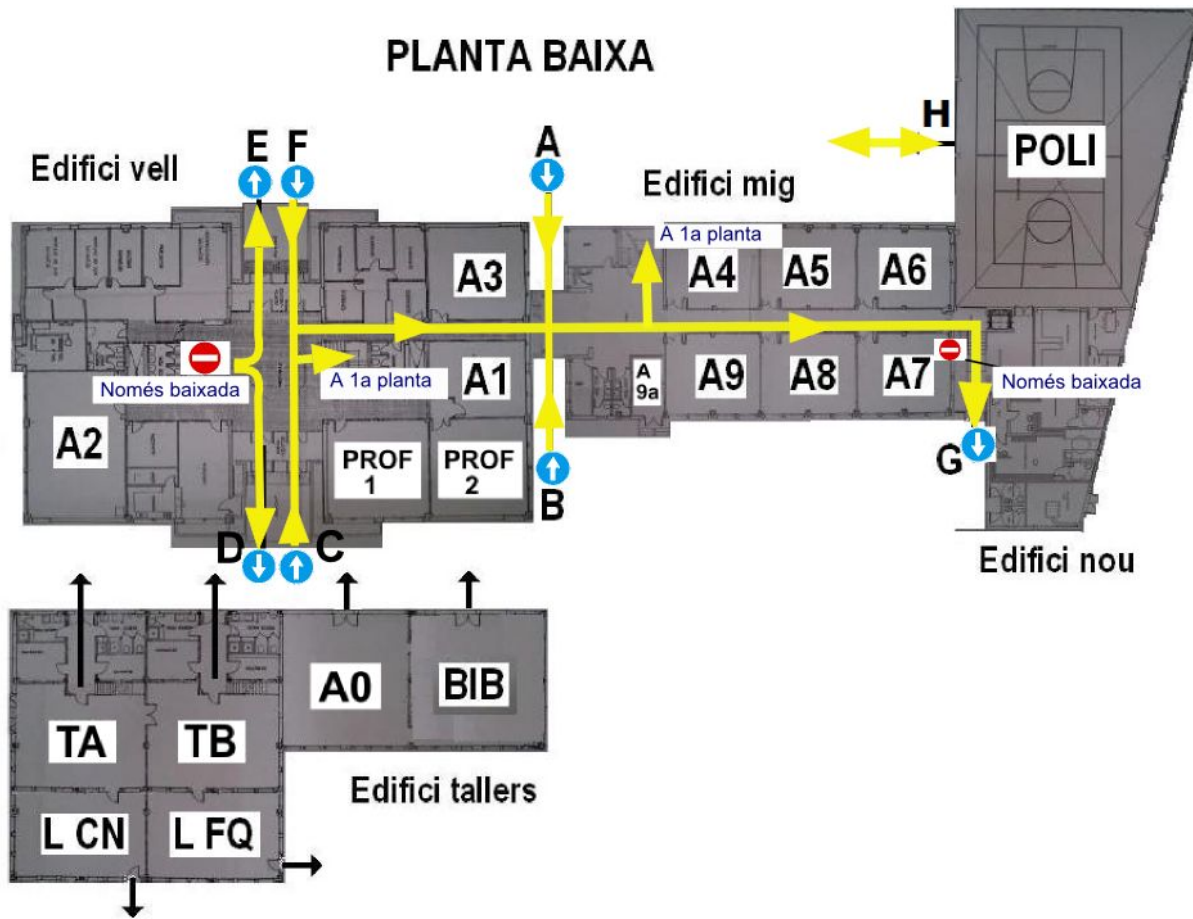 PLANTA BAIXA
H
POLI
E
F
A
Edifici vell
Edifici mig
A 1a planta
A3
A4
A5
A6
Només baixada
A 1a planta
A1
A
9a
A9
A8
A7
Només baixada
A2
PROF
1
PROF
2
B
G
D
C
Edifici nou
A0
BIB
TA
TB
Edifici tallers
L CN
L FQ